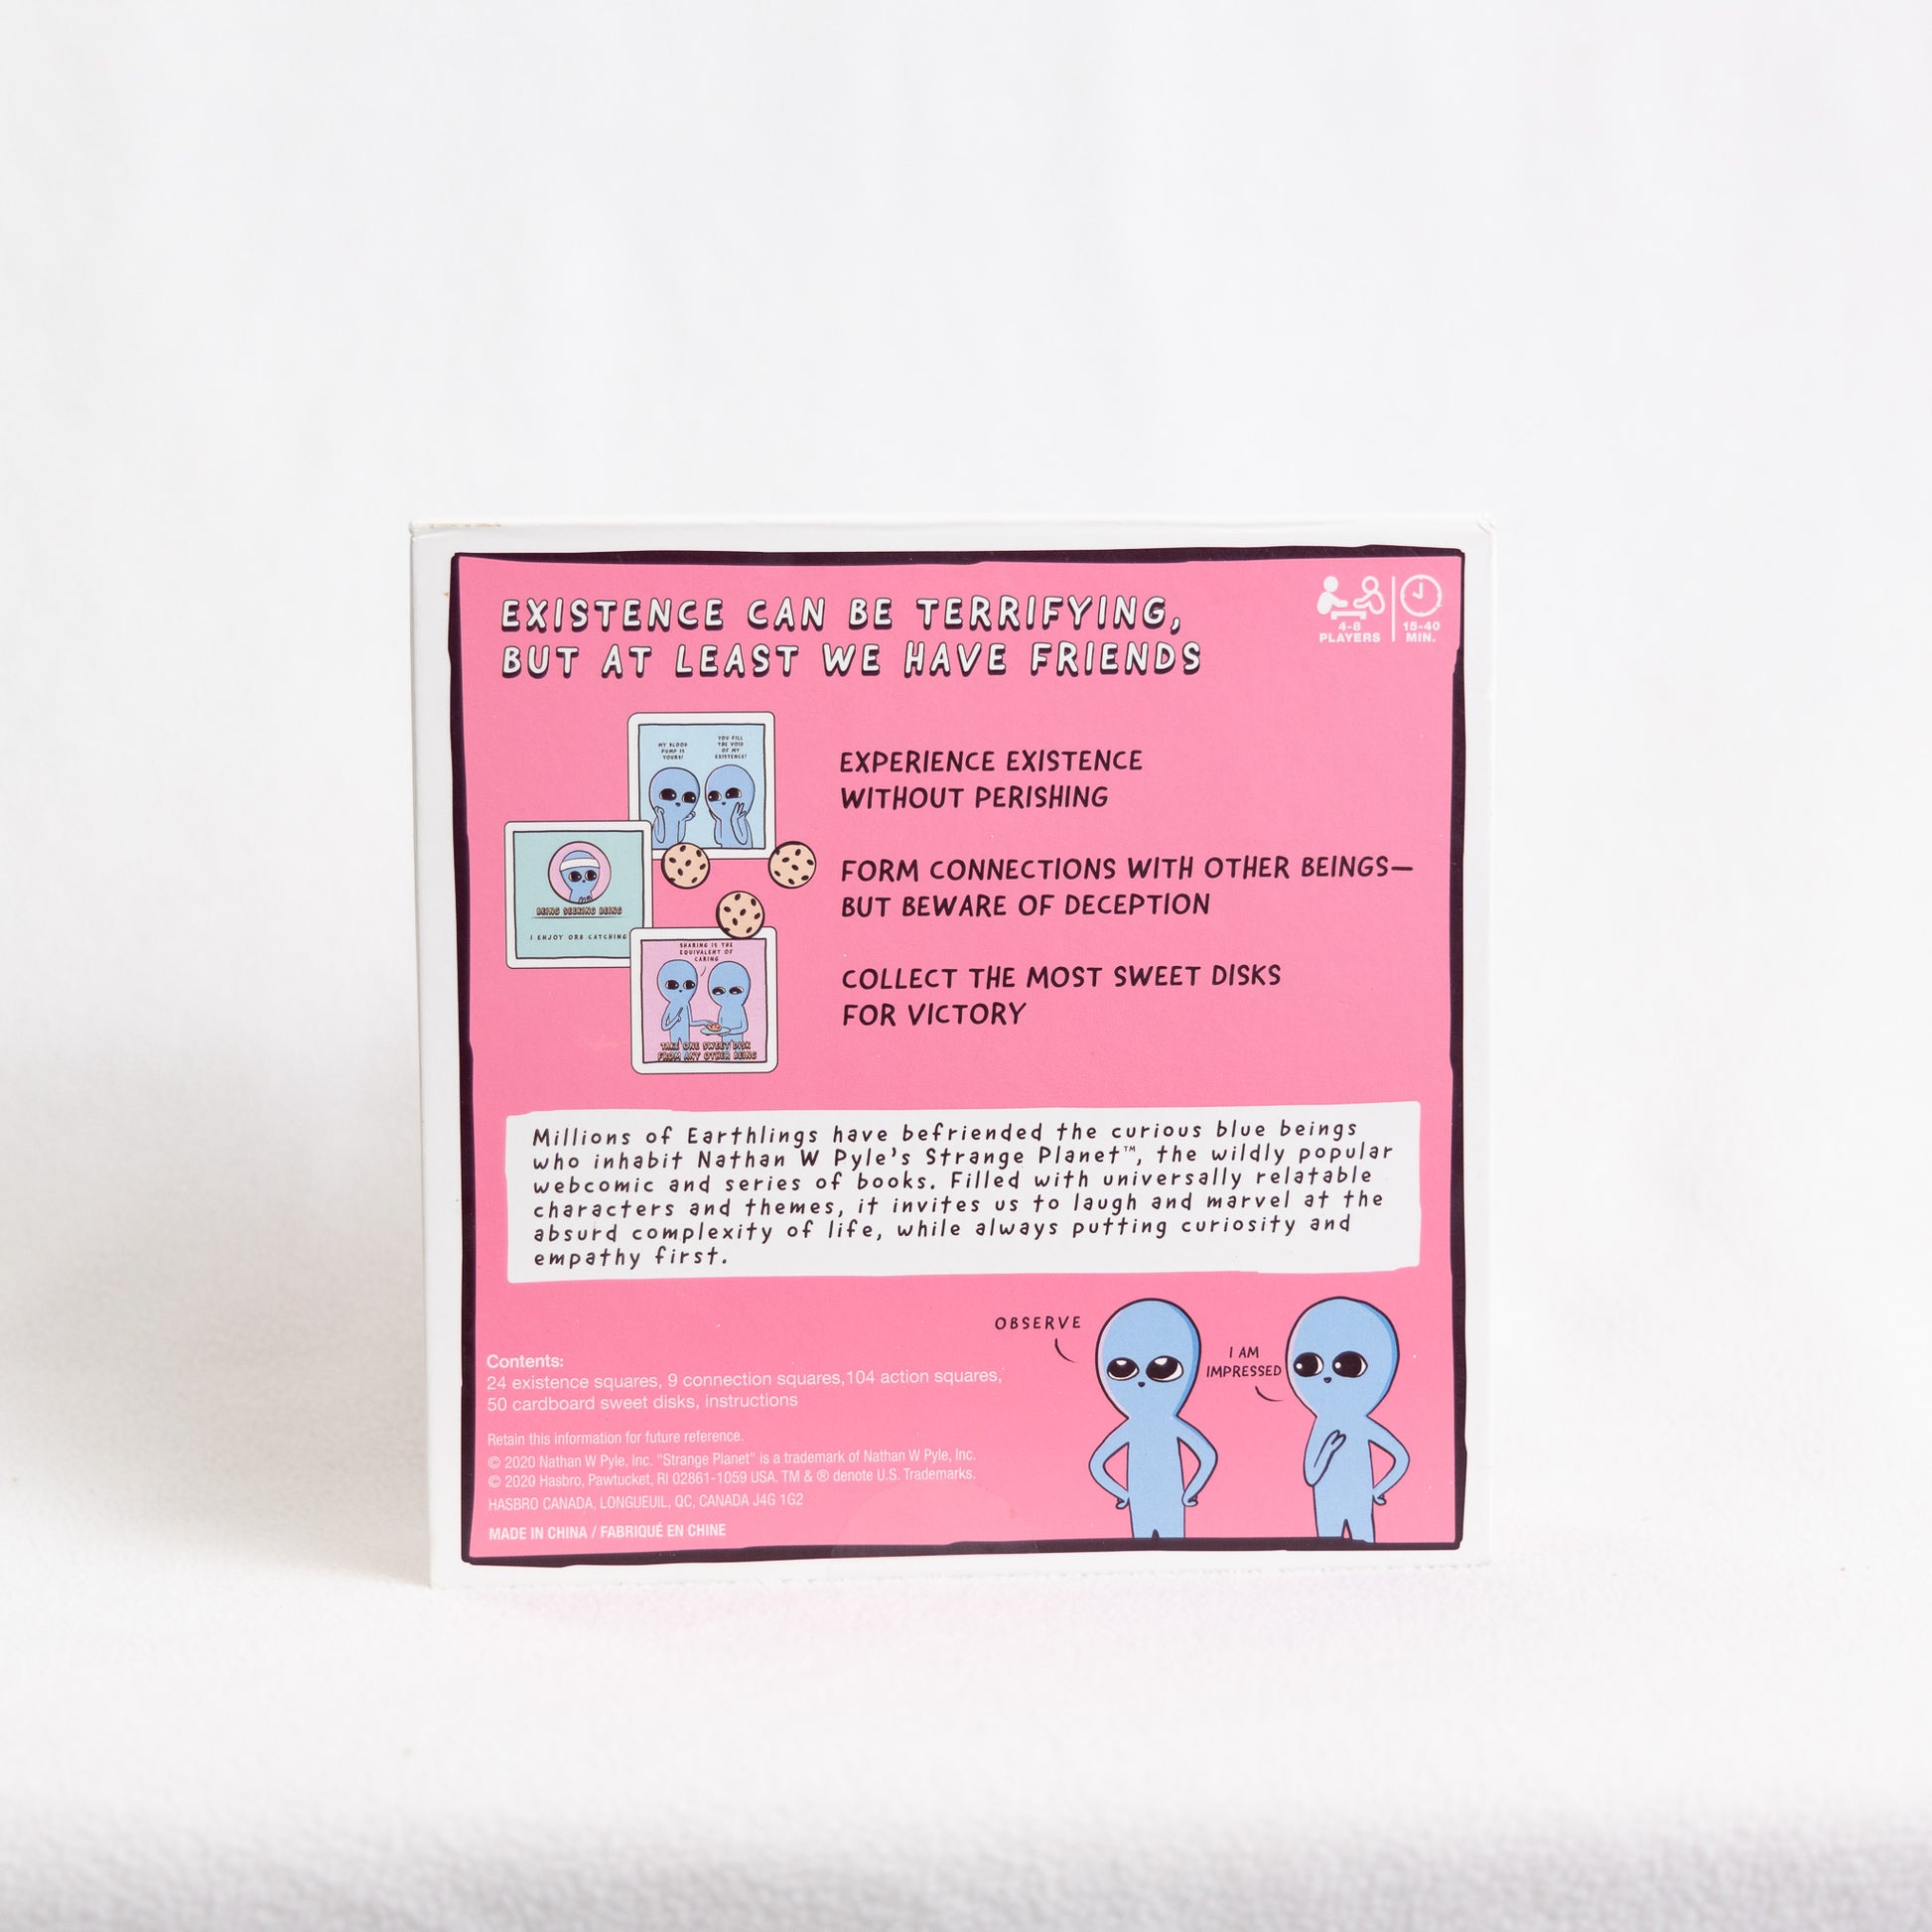 EXISTENCE CAN BE TERRIFYING,
BUT AT LEAST WE HAVE FRIENDS
4-8
PLAYERS
15-40
MIN.
MY BLOOD
PUMP IS
YOURS!
YOU FILL
THE VOID
OF MY
EXISTENCE!
BEING SEEKING BEING
I ENJOY ORB CATCHING
SHARING IS THE
EQUIVALENT OF
CARING
TAKE ONE SWEET DISK
FROM ANY OTHER BEING
EXPERIENCE EXISTENCE
WITHOUT PERISHING
FORM CONNECTIONS WITH OTHER BEINGS—
BUT BEWARE OF DECEPTION
COLLECT THE MOST SWEET DISKS
FOR VICTORY
Millions of Earthlings have befriended the curious blue beings
who inhabit Nathan W Pyle's Strange Planet™, the wildly popular
webcomic and series of books. Filled with universally relatable
characters and themes, it invites us to laugh and marvel at the
absurd complexity of life, while always putting curiosity and
empathy first.
OBSERVE
I AM
IMPRESSED
Contents:
24 existence squares, 9 connection squares,104 action squares,
50 cardboard sweet disks, instructions
Retain this information for future reference.
© 2020 Nathan W Pyle, Inc. "Strange Planet" is a trademark of Nathan W Pyle, Inc.
© 2020 Hasbro, Pawtucket, RI 02861-1059 USA. TM & ® denote U.S. Trademarks.
HASBRO CANADA, LONGUEUIL, QC, CANADA J4G 1G2
MADE IN CHINA / FABRIQUÉ EN CHINE